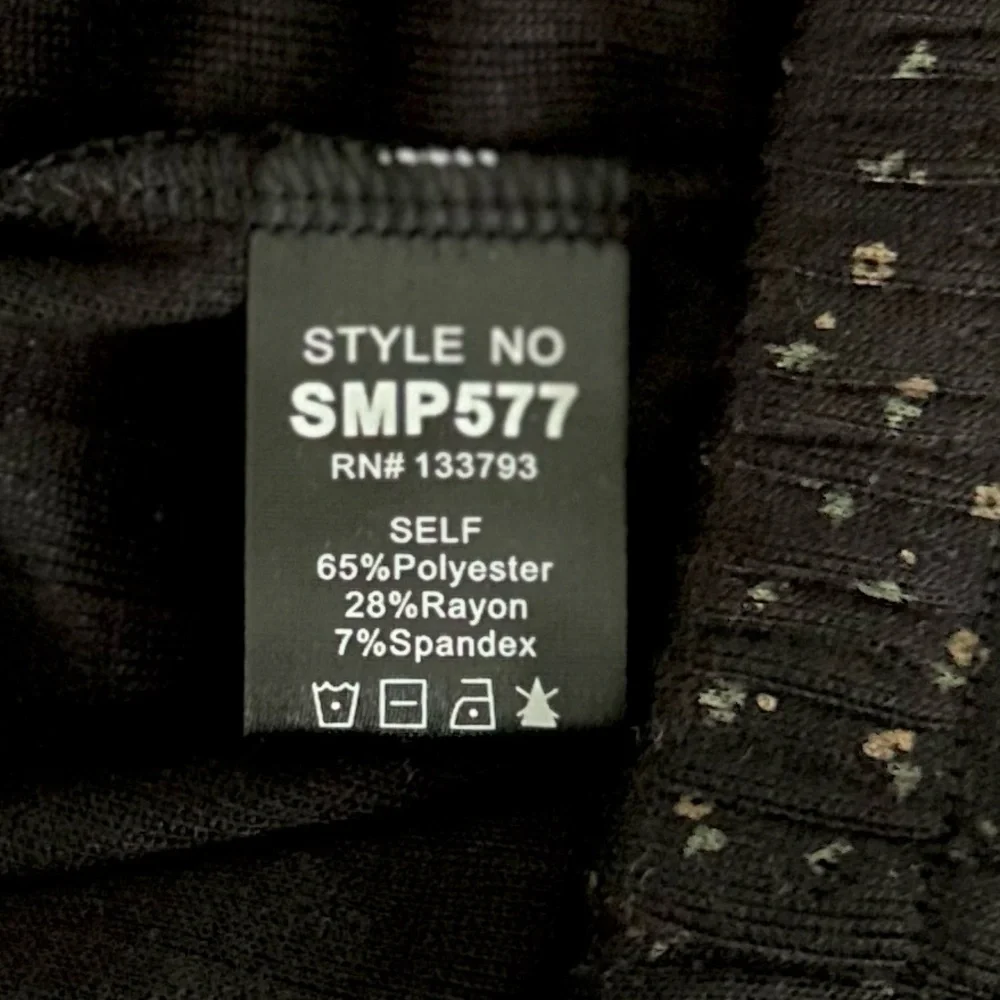 STYLE NO
SMP577
RN# 133793
SELF
65%Polyester
28%Rayon
7%Spandex